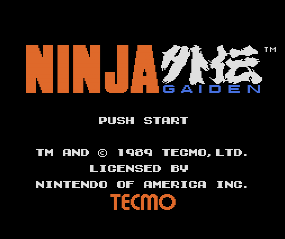 NINJA外伝™
GAIDEN
PUSH START
TM AND © 1989 TECMO,LTD.
LICENSED BY
NINTENDO OF AMERICA INC.
TECMO